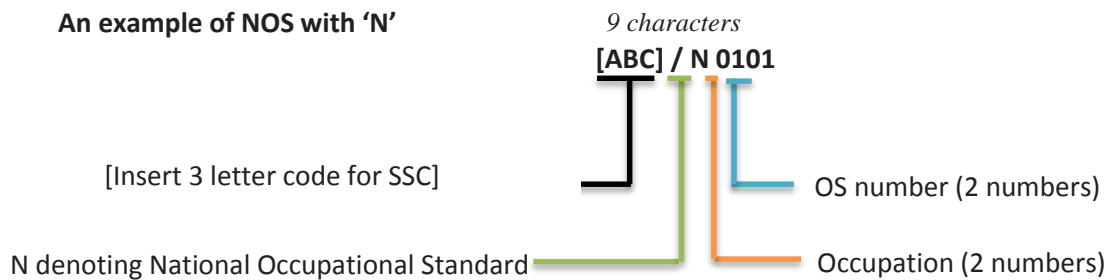 An example of NOS with ‘N’
9 characters
[ABC] / N 0101
[Insert 3 letter code for SSC]
OS number (2 numbers)
N denoting National Occupational Standard
Occupation (2 numbers)